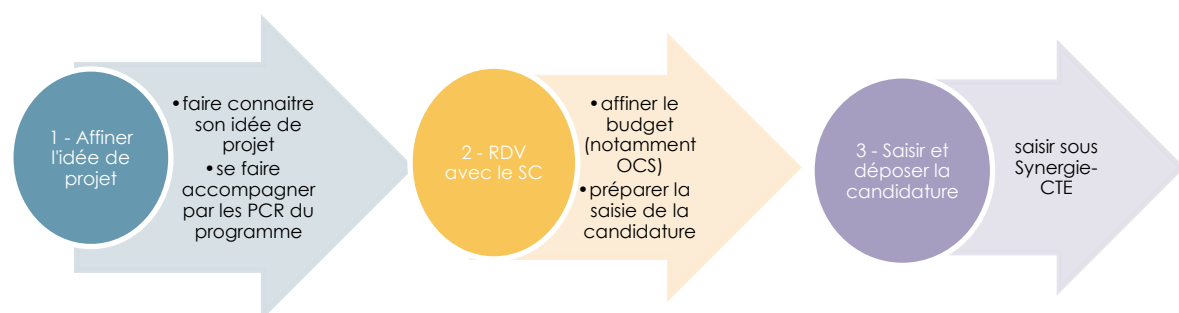 1 - Affiner
l'idée de
projet
•faire connaitre
son idée de
projet
•se faire
accompagner
par les PCR du
programme
2 - RDV
avec le SC
•affiner le
budget
(notamment
OCS)
•préparer la
saisie de la
candidature
3 - Saisir et
déposer la
candidature
saisir sous
Synergie-
CTE